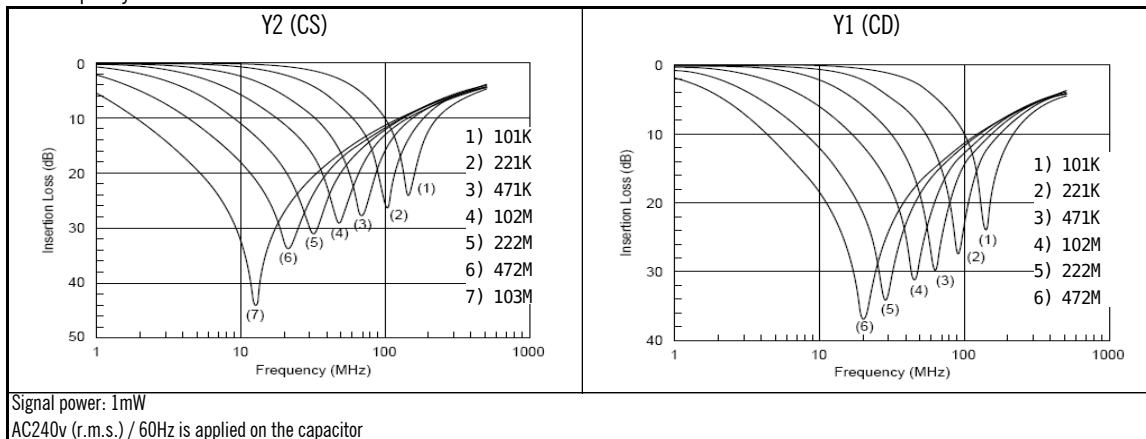 Y2 (CS)
0
10
20
30
40
50
Insertion Loss (dB)
1
10
100
1000
Frequency (MHz)
(1)
(2)
(3)
(4)
(5)
(6)
(7)
1) 101K
2) 221K
3) 471K
4) 102M
5) 222M
6) 472M
7) 103M
Y1 (CD)
0
10
20
30
40
Insertion Loss (dB)
1
10
100
1000
Frequency (MHz)
(1)
(2)
(3)
(4)
(5)
(6)
1) 101K
2) 221K
3) 471K
4) 102M
5) 222M
6) 472M
Signal power: 1mW
AC240v (r.m.s.) / 60Hz is applied on the capacitor